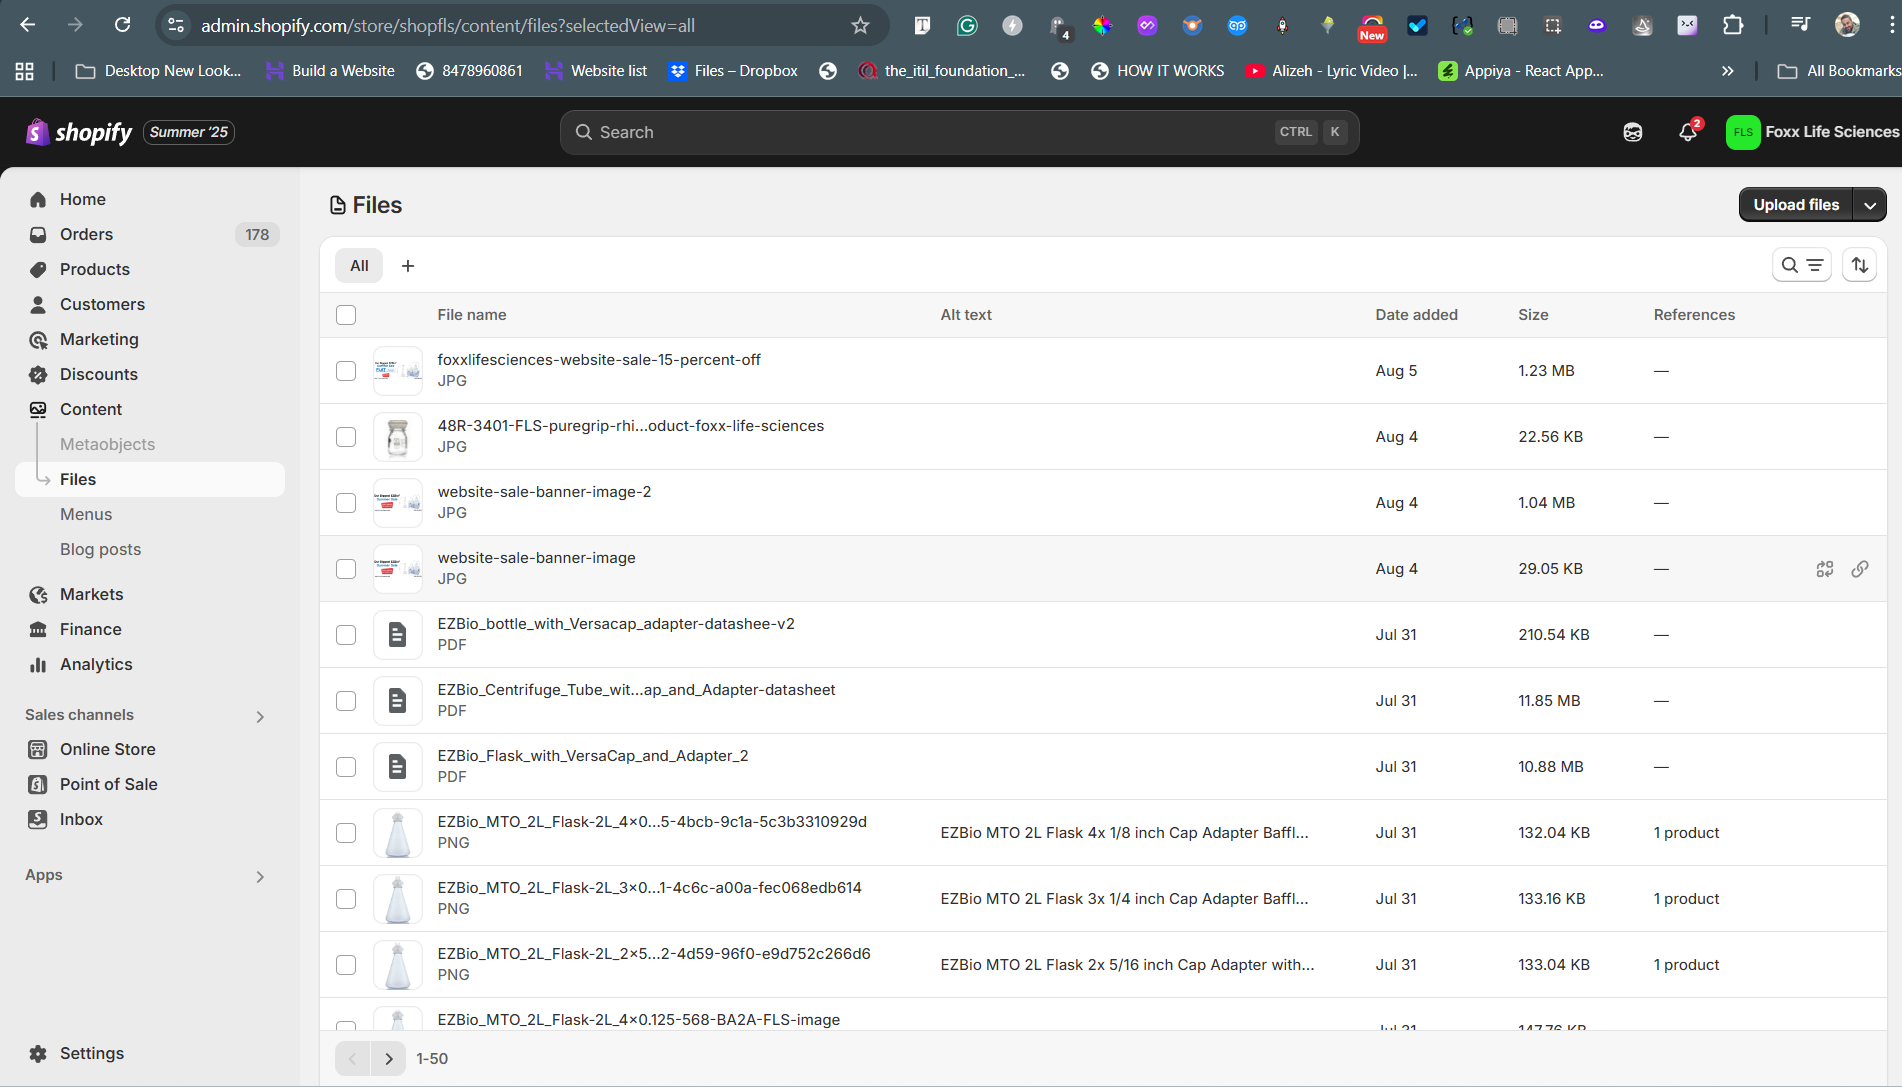 admin.shopify.com/store/shopfls/content/files?selectedView=all
4
New
Desktop New Look...
Build a Website
8478960861
Website list
Files – Dropbox
the_itil_foundation_...
HOW IT WORKS
Alizeh - Lyric Video |...
Appiya - React App...
All Bookmarks
shopify
Summer '25
Search
CTRL K
2
FLS
Foxx Life Sciences
Home
Orders
178
Products
Customers
Marketing
Discounts
Content
Metaobjects
Files
Menus
Blog posts
Markets
Finance
Analytics
Sales channels
Online Store
Point of Sale
Inbox
Apps
Settings
Files
Upload files
All
File name Alt text Date added Size References
foxxlifesciences-website-sale-15-percent-off
JPG
Aug 5 1.23 MB —
48R-3401-FLS-puregrip-rhi...oduct-foxx-life-sciences
JPG
Aug 4 22.56 KB —
website-sale-banner-image-2
JPG
Aug 4 1.04 MB —
website-sale-banner-image
JPG
Aug 4 29.05 KB —
EZBio_bottle_with_Versacap_adapter-datashee-v2
PDF
Jul 31 210.54 KB —
EZBio_Centrifuge_Tube_wit...ap_and_Adapter-datasheet
PDF
Jul 31 11.85 MB —
EZBio_Flask_with_VersaCap_and_Adapter_2
PDF
Jul 31 10.88 MB —
EZBio_MTO_2L_Flask-2L_4x0...5-4bcb-9c1a-5c3b3310929d
PNG
EZBio MTO 2L Flask 4x 1/8 inch Cap Adapter Baffl... Jul 31 132.04 KB 1 product
EZBio_MTO_2L_Flask-2L_3x0...1-4c6c-a00a-fec068edb614
PNG
EZBio MTO 2L Flask 3x 1/4 inch Cap Adapter Baffl... Jul 31 133.16 KB 1 product
EZBio_MTO_2L_Flask-2L_2x5...2-4d59-96f0-e9d752c266d6
PNG
EZBio MTO 2L Flask 2x 5/16 inch Cap Adapter with... Jul 31 133.04 KB 1 product
EZBio_MTO_2L_Flask-2L_4x0.125-568-BA2A-FLS-image
Jul 31 147.76 KB
1-50